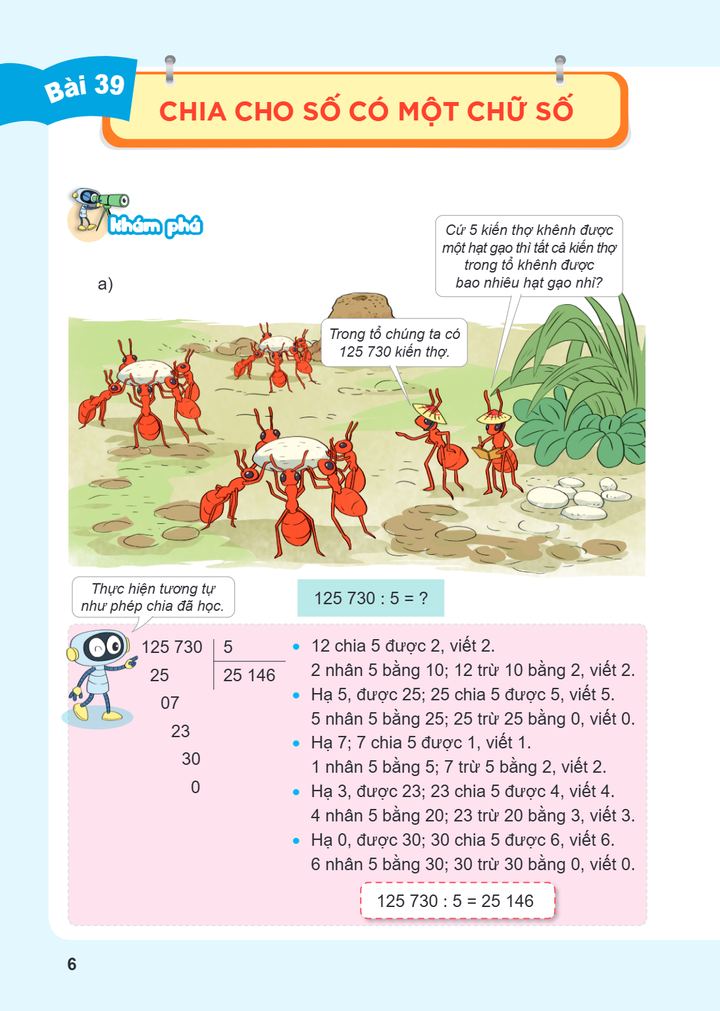 Bài 39
CHIA CHO SỐ CÓ MỘT CHỮ SỐ
khám phá
a)
Cứ 5 kiến thợ khênh được
một hạt gạo thì tất cả kiến thợ
trong tổ khênh được
bao nhiêu hạt gạo nhỉ?
Trong tổ chúng ta có
125 730 kiến thợ.
Thực hiện tương tự
như phép chia đã học.
125 730 : 5 = ?
125 730 5
25 25 146
07
23
30
0
• 12 chia 5 được 2, viết 2.
2 nhân 5 bằng 10; 12 trừ 10 bằng 2, viết 2.
• Hạ 5, được 25; 25 chia 5 được 5, viết 5.
5 nhân 5 bằng 25; 25 trừ 25 bằng 0, viết 0.
• Hạ 7; 7 chia 5 được 1, viết 1.
1 nhân 5 bằng 5; 7 trừ 5 bằng 2, viết 2.
• Hạ 3, được 23; 23 chia 5 được 4, viết 4.
4 nhân 5 bằng 20; 23 trừ 20 bằng 3, viết 3.
• Hạ 0, được 30; 30 chia 5 được 6, viết 6.
6 nhân 5 bằng 30; 30 trừ 30 bằng 0, viết 0.
125 730 : 5 = 25 146
6